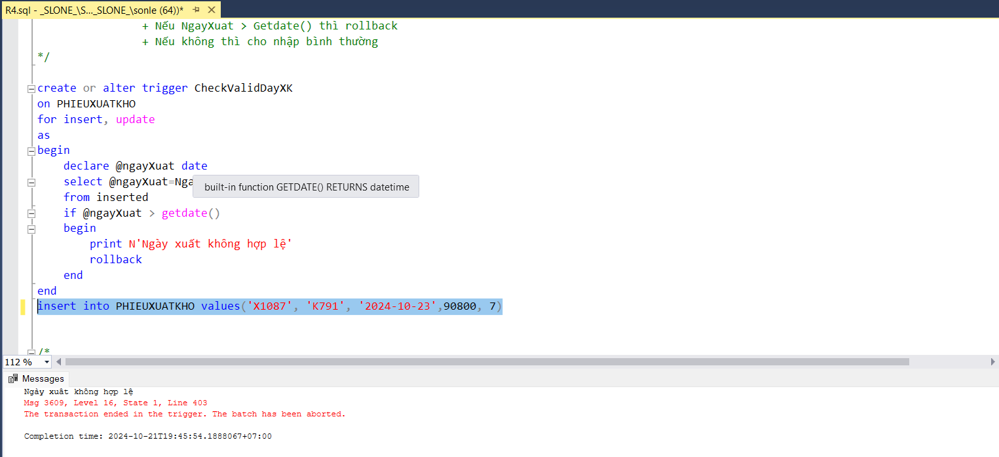 R4.sql - _SLONE_\S..._SLONE_\sonle (64))*
+ Nếu NgayXuat > Getdate() thì rollback
+ Nếu không thì cho nhập bình thường
*/
create or alter trigger CheckValidDayXK
on PHIEUXUATKHO
for insert, update
as
begin
declare @ngayXuat date
select @ngayXuat=Nga
built-in function GETDATE() RETURNS datetime
from inserted
if @ngayXuat > getdate()
begin
print N'Ngày xuất không hợp lệ'
rollback
end
end
insert into PHIEUXUATKHO values('X1087', 'K791', '2024-10-23',90800, 7)
/*
112 %
Messages
Ngày xuất không hợp lệ
Msg 3609, Level 16, State 1, Line 403
The transaction ended in the trigger. The batch has been aborted.
Completion time: 2024-10-21T19:45:54.1888067+07:00